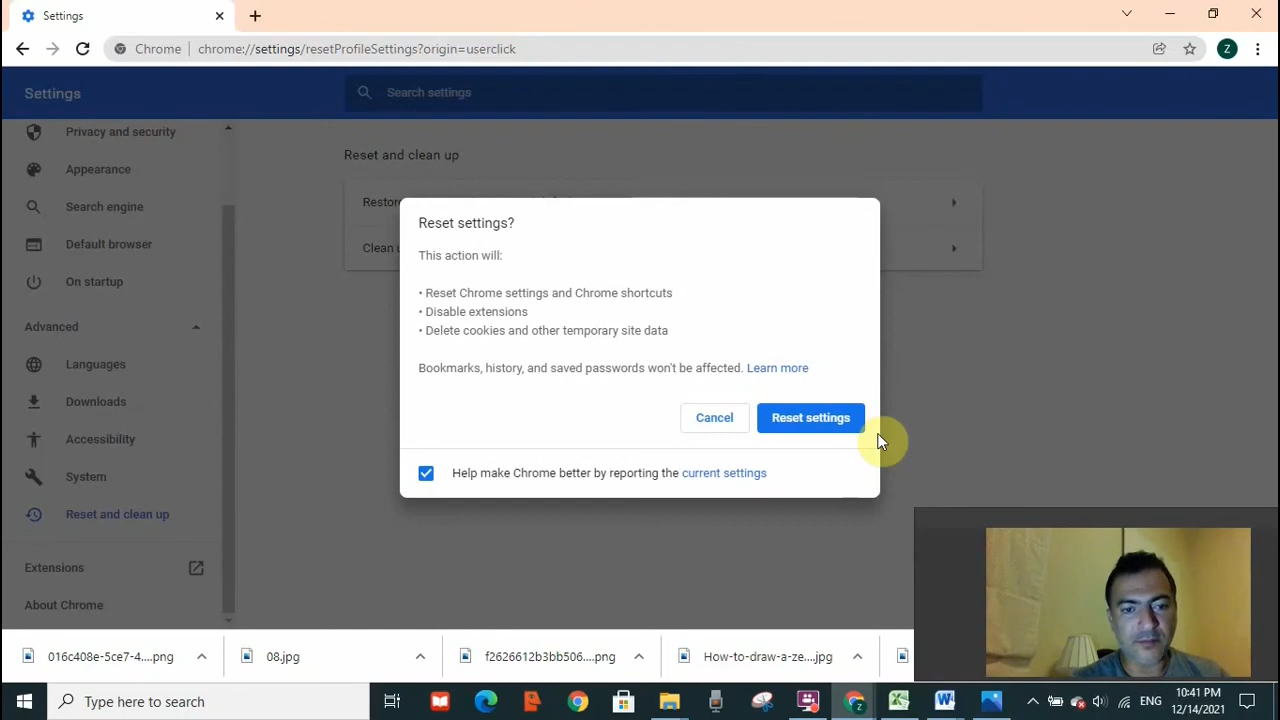 Settings
Chrome
chrome://settings/resetProfileSettings?origin=userclick
Z
Settings
Search settings
Privacy and security
Appearance
Search engine
Default browser
On startup
Advanced
Languages
Downloads
Accessibility
System
Reset and clean up
Extensions
About Chrome
Reset and clean up
Restore
Clean u
Reset settings?
This action will:
• Reset Chrome settings and Chrome shortcuts
• Disable extensions
• Delete cookies and other temporary site data
Bookmarks, history, and saved passwords won't be affected. Learn more
Cancel
Reset settings
Help make Chrome better by reporting the current settings
016c408e-5ce7-4....png
08.jpg
f2626612b3bb506....png
How-to-draw-a-ze....jpg
Type here to search
ENG
10:41 PM
12/14/2021